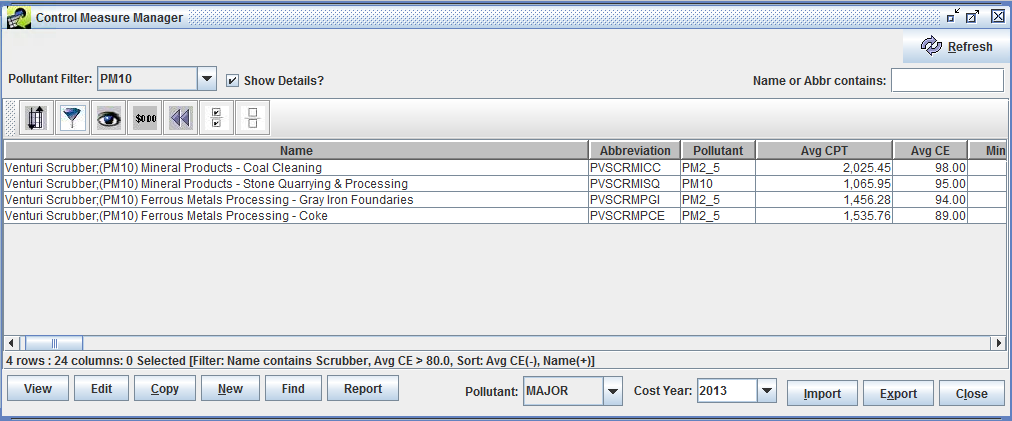 Control Measure Manager
Refresh
Pollutant Filter: PM10 Show Details? Name or Abbr contains:
$0.00
Name Abbreviation Pollutant Avg CPT Avg CE Min
Venturi Scrubber;(PM10) Mineral Products - Coal Cleaning PVSCRMICC PM2_5 2,025.45 98.00
Venturi Scrubber;(PM10) Mineral Products - Stone Quarrying & Processing PVSCRMISQ PM10 1,065.95 95.00
Venturi Scrubber;(PM10) Ferrous Metals Processing - Gray Iron Foundaries PVSCRMPGI PM2_5 1,456.28 94.00
Venturi Scrubber;(PM10) Ferrous Metals Processing - Coke PVSCRMPCE PM2_5 1,535.76 89.00
4 rows : 24 columns: 0 Selected [Filter: Name contains Scrubber, Avg CE > 80.0, Sort: Avg CE(-), Name(+)]
View Edit Copy New Find Report Pollutant: MAJOR Cost Year: 2013 Import Export Close